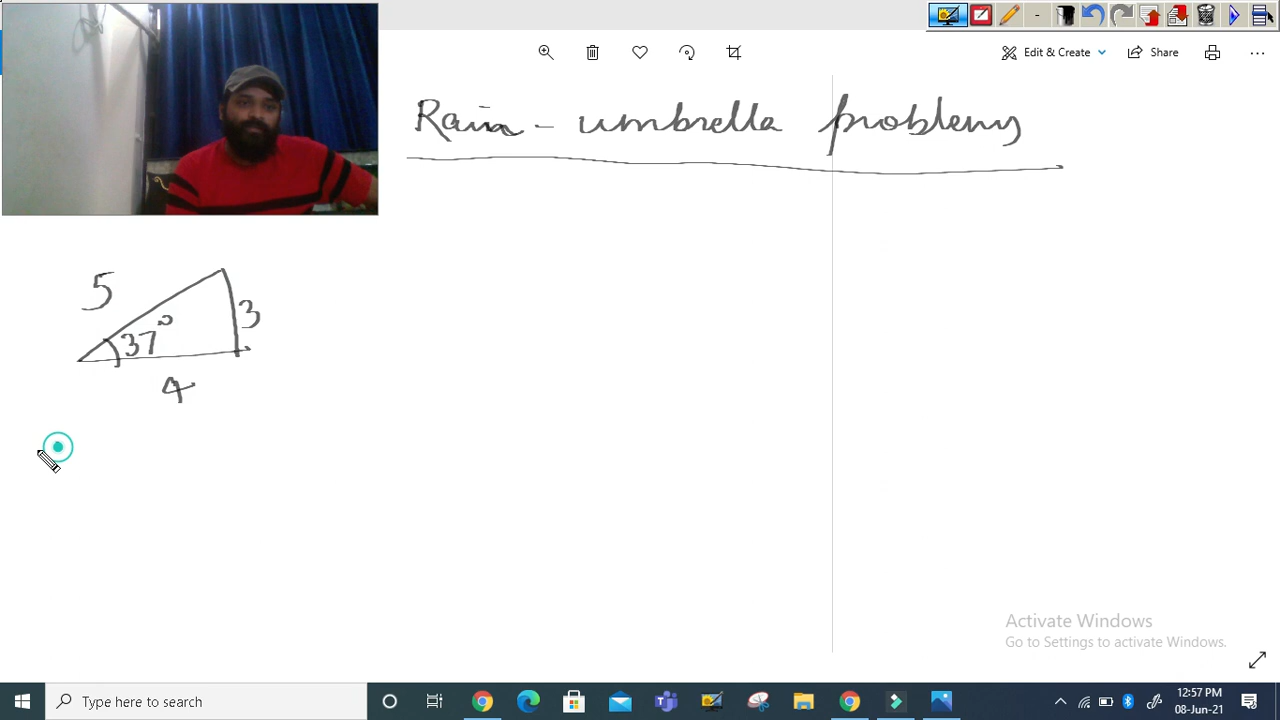 Edit & Create
Share
Rain - umbrella problems
5
37°
3
4
Activate Windows
Go to Settings to activate Windows.
Type here to search
12:57 PM
08-Jun-21